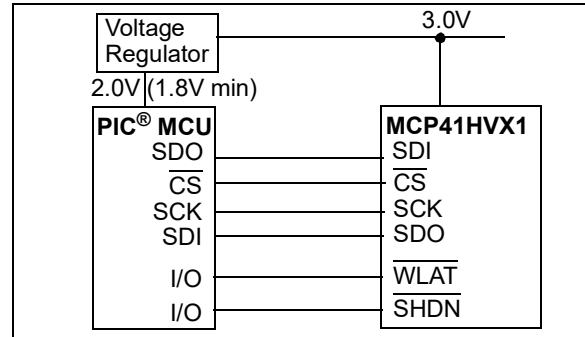 Voltage
Regulator
3.0V
2.0V (1.8V min)
PIC® MCU
MCP41HVX1
SDO
SDI
CS
CS
SCK
SCK
SDI
SDO
I/O
WLAT
I/O
SHDN